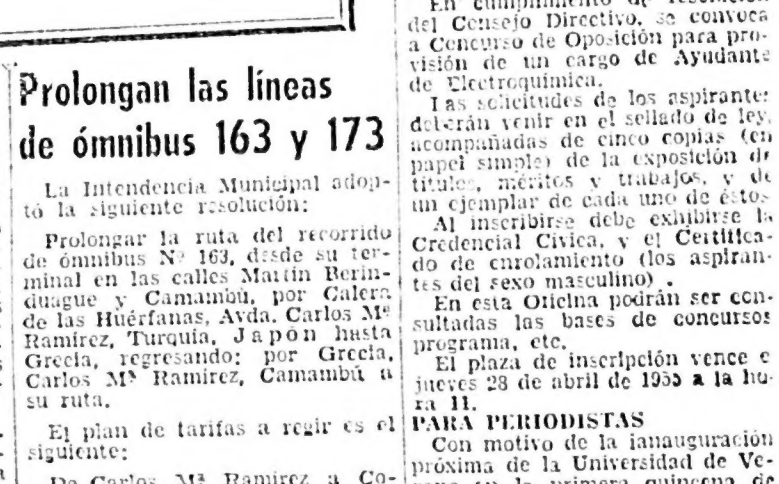 Prolongan las líneas
de ómnibus 163 y 173
La Intendencia Municipal adop-
tó la siguiente resolución:
Prolongar la ruta del recorrido
de ómnibus Nº 163, desde su ter-
minal en las calles Martín Berin-
duague y Camambú, por Calera
de las Huérfanas, Avda. Carlos Mª
Ramírez, Turquía, Japón hasta
Grecia, regresando: por Grecia,
Carlos Mª Ramirez, Camambú a
su ruta.
El plan de tarifas a regir es el
siguiente:
De Carlos Mª Ramirez a Co-
En cumplimiento de resolución
del Consejo Directivo, se convoca
a Concurso de Oposición para pro-
visión de un cargo de Ayudante
de Electroquímica.
Las solicitudes de los aspirantes
deberán venir en el sellado de ley,
acompañadas de cinco copias (en
papel simple) de la exposición de
títulos, méritos y trabajos, y de
un ejemplar de cada uno de éstos
Al inscribirse debe exhibirse la
Credencial Cívica, y el Certifica-
do de enrolamiento (los aspiran-
tes del sexo masculino).
En esta Oficina podrán ser con-
sultadas las bases de concursos
programa, etc.
El plaza de inscripción vence e
jueves 28 de abril de 1955 a la ho-
ra 11.
PARA PERIODISTAS
Con motivo de la ianauguración
próxima de la Universidad de Ve-
en la primera quincena de